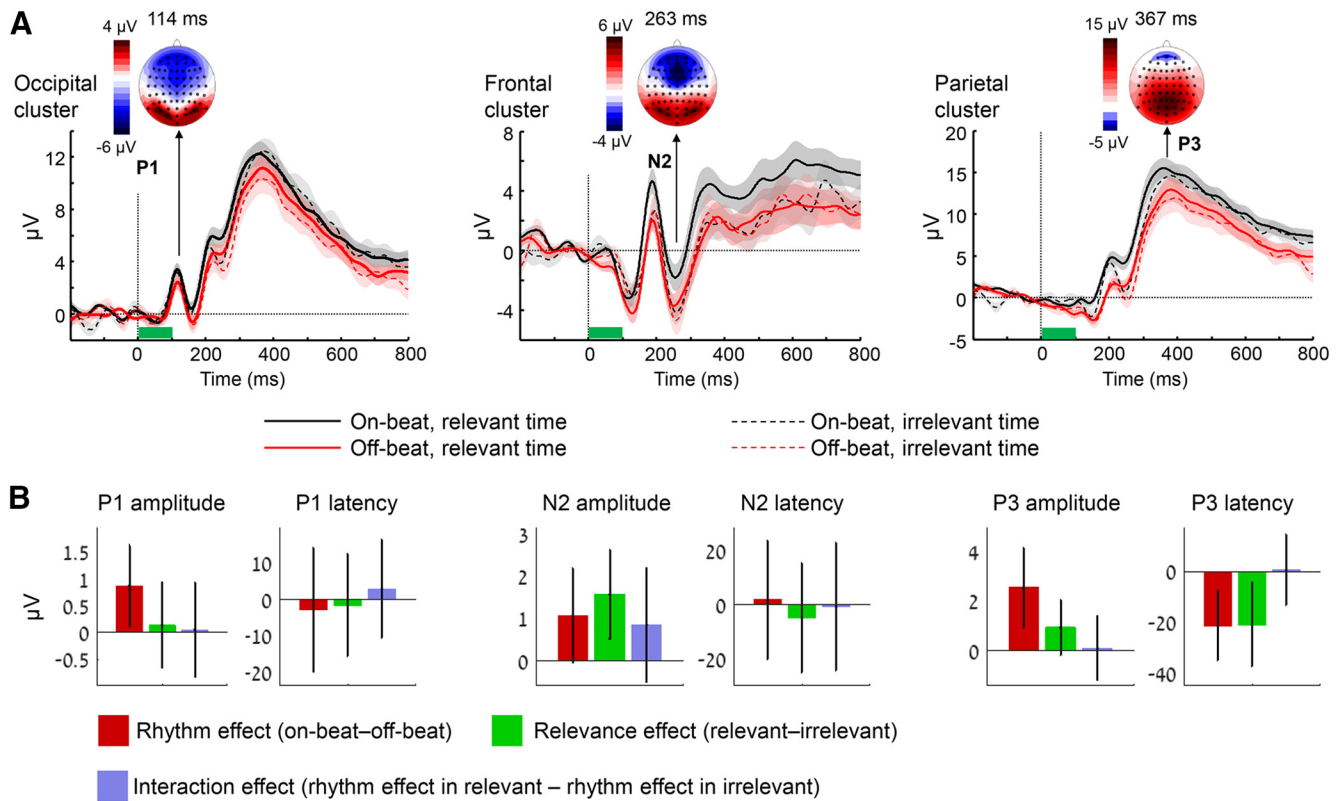 A
4 µV
114 ms
Occipital
cluster
-6 µV
P1
12
8
4
0
µV
0
200
400
600
800
Time (ms)
6 µV
263 ms
Frontal
cluster
-4 µV
N2
8
4
0
-4
µV
0
200
400
600
800
Time (ms)
15 µV
367 ms
Parietal
cluster
-5 µV
P3
20
15
10
5
0
-5
µV
0
200
400
600
800
Time (ms)
On-beat, relevant time
On-beat, irrelevant time
Off-beat, relevant time
Off-beat, irrelevant time
B
P1 amplitude
P1 latency
N2 amplitude
N2 latency
P3 amplitude
P3 latency
µV
1.5
1
0.5
0
-0.5
10
0
-10
-20
3
2
1
0
20
0
-20
4
2
0
0
-20
-40
Rhythm effect (on-beat–off-beat)
Relevance effect (relevant–irrelevant)
Interaction effect (rhythm effect in relevant – rhythm effect in irrelevant)